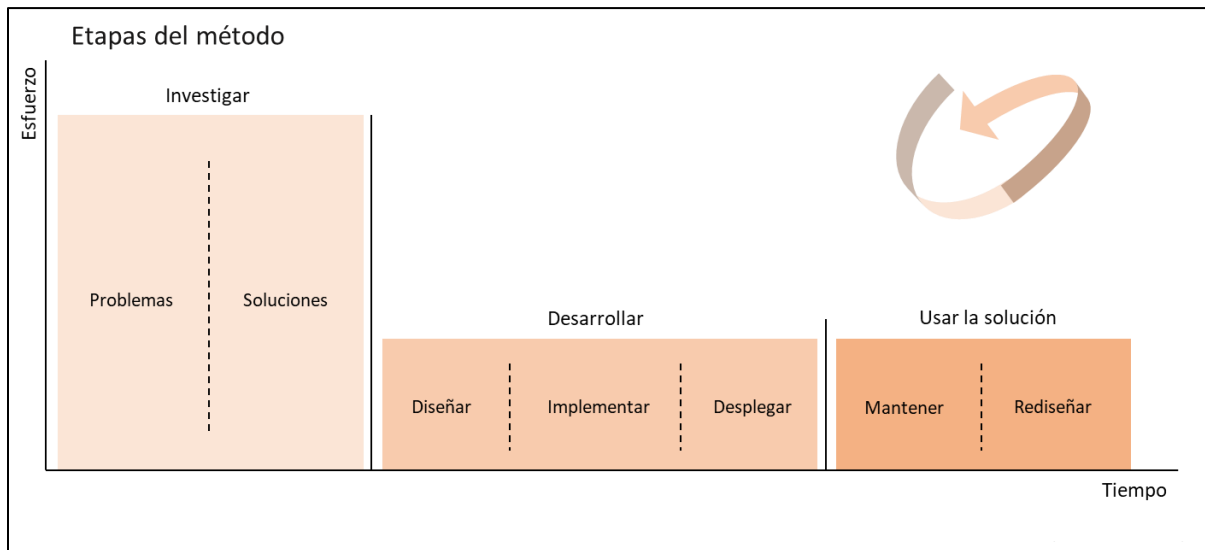 Etapas del método
Esfuerzo
Investigar
Problemas
Soluciones
Desarrollar
Diseñar
Implementar
Desplegar
Usar la solución
Mantener
Rediseñar
Tiempo